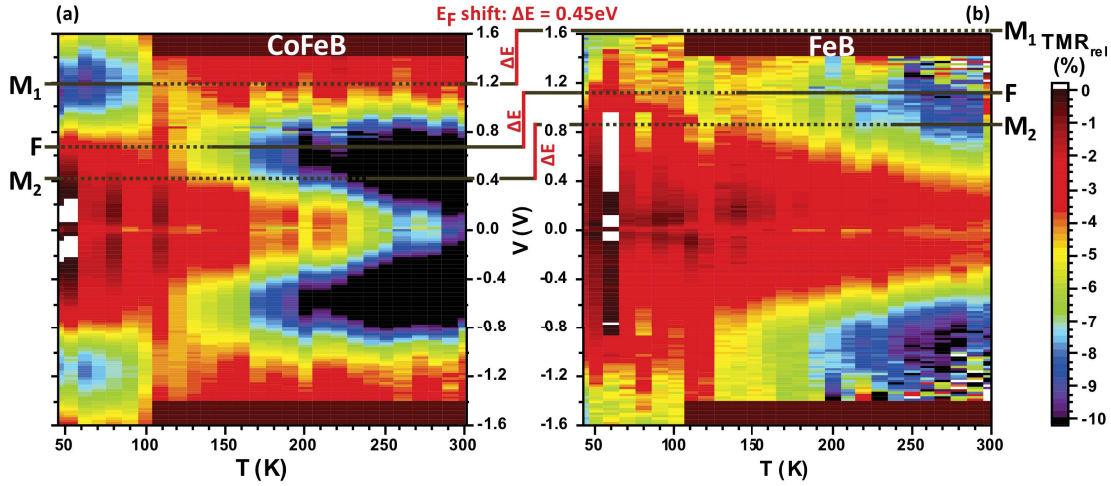 E_F shift: ΔE = 0.45eV
(a)
CoFeB
(b)
FeB
M₁
F
M₂
ΔE
ΔE
ΔE
M₁
F
M₂
1.6
1.2
0.8
0.4
0.0
-0.4
-0.8
-1.2
-1.6
V (V)
1.6
1.2
0.8
0.4
0.0
-0.4
-0.8
-1.2
-1.6
50 100 150 200 250 300
T (K)
50 100 150 200 250 300
T (K)
TMR_rel
(%)
0
-1
-2
-3
-4
-5
-6
-7
-8
-9
-10